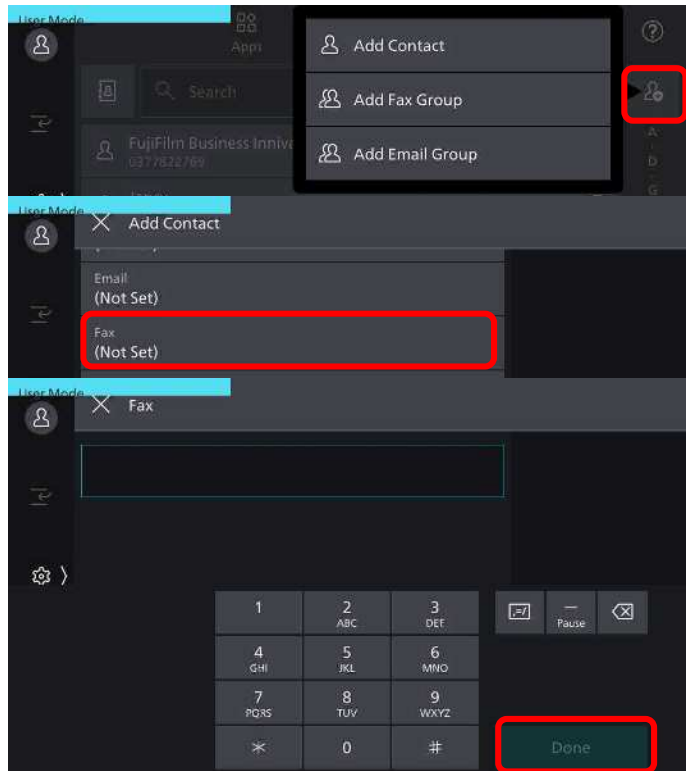 User Mode
Apps
Search
FujiFilm Business Inniva
0377822769
Add Contact
Add Fax Group
Add Email Group
A
D
G
User Mode
Add Contact
Email
(Not Set)
Fax
(Not Set)
User Mode
Fax
1
2
ABC
3
DEF
4
GHI
5
JKL
6
MNO
7
PQRS
8
TUV
9
WXYZ
*
0
#
,=/
Pause
Done